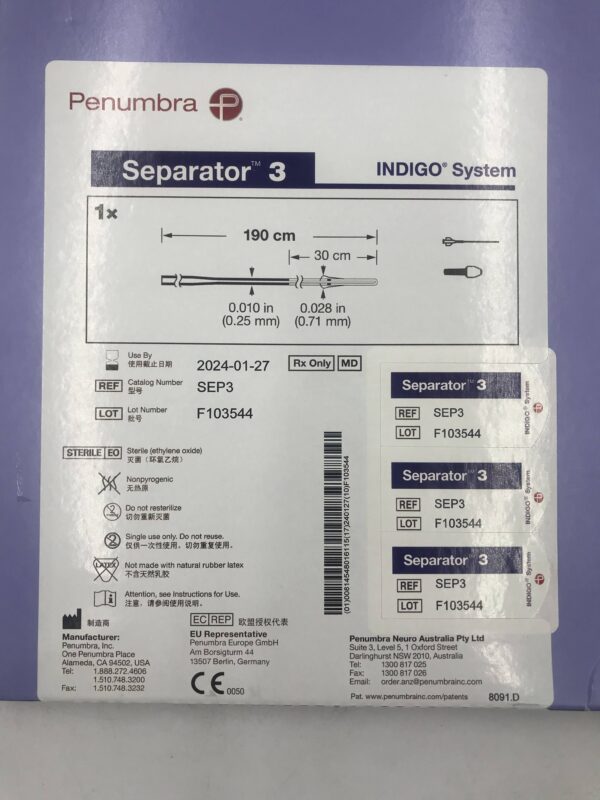 Penumbra P
Separator™ 3
INDIGO® System
1x
190 cm
30 cm
0.010 in
(0.25 mm)
0.028 in
(0.71 mm)
Use By
使用截止日期
2024-01-27
Rx Only MD
REF Catalog Number
型号
SEP3
LOT Lot Number
批号
F103544
STERILE EO Sterile (ethylene oxide)
灭菌（环氧乙烷）
Nonpyrogenic
无热原
2 Do not resterilize
切勿重新灭菌
2 Single use only. Do not reuse.
仅供一次性使用，切勿重复使用。
LATEX Not made with natural rubber latex
不含天然乳胶
i Attention, see Instructions for Use.
注意，请参阅使用说明。
(01)00814548016115(17)240127(10)F103544
Separator™ 3
REF SEP3
LOT F103544
INDIGO® System
Separator™ 3
REF SEP3
LOT F103544
INDIGO® System
Separator™ 3
REF SEP3
LOT F103544
INDIGO® System
制造商
Manufacturer:
Penumbra, Inc.
One Penumbra Place
Alameda, CA 94502, USA
Tel: 1.888.272.4606
1.510.748.3200
Fax: 1.510.748.3232
EC REP 欧盟授权代表
EU Representative
Penumbra Europe GmbH
Am Borsigturm 44
13507 Berlin, Germany
CE 0050
Penumbra Neuro Australia Pty Ltd
Suite 3, Level 5, 1 Oxford Street
Darlinghurst NSW 2010, Australia
Tel: 1300 817 025
Fax: 1300 817 026
Email: order.anz@penumbrainc.com
Pat. www.penumbrainc.com/patents
8091.D